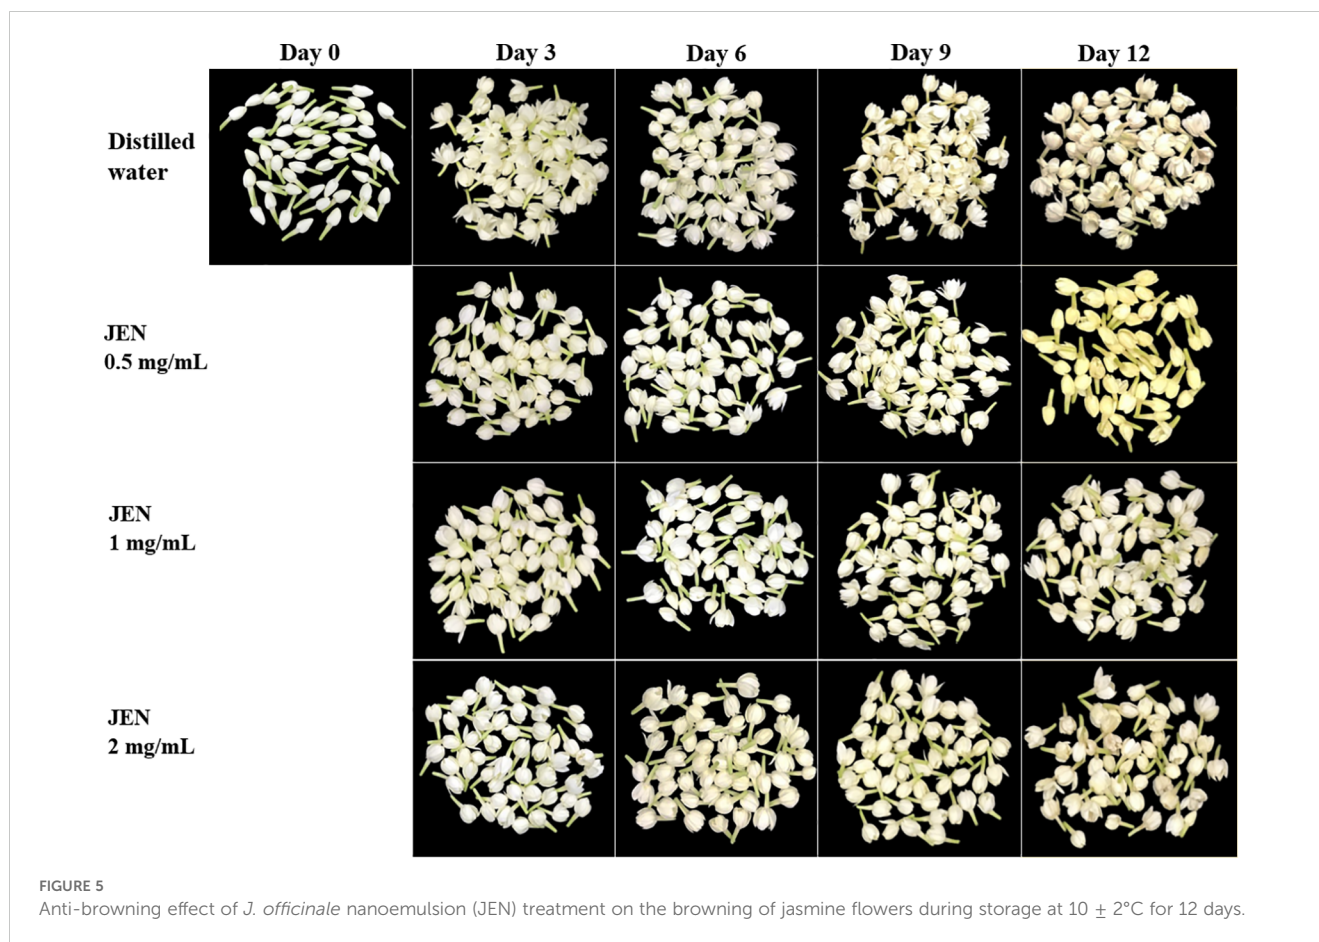 Day 0 Day 3 Day 6 Day 9 Day 12
Distilled
water
JEN
0.5 mg/mL
JEN
1 mg/mL
JEN
2 mg/mL
FIGURE 5
Anti-browning effect of J. officinale nanoemulsion (JEN) treatment on the browning of jasmine flowers during storage at 10 ± 2°C for 12 days.